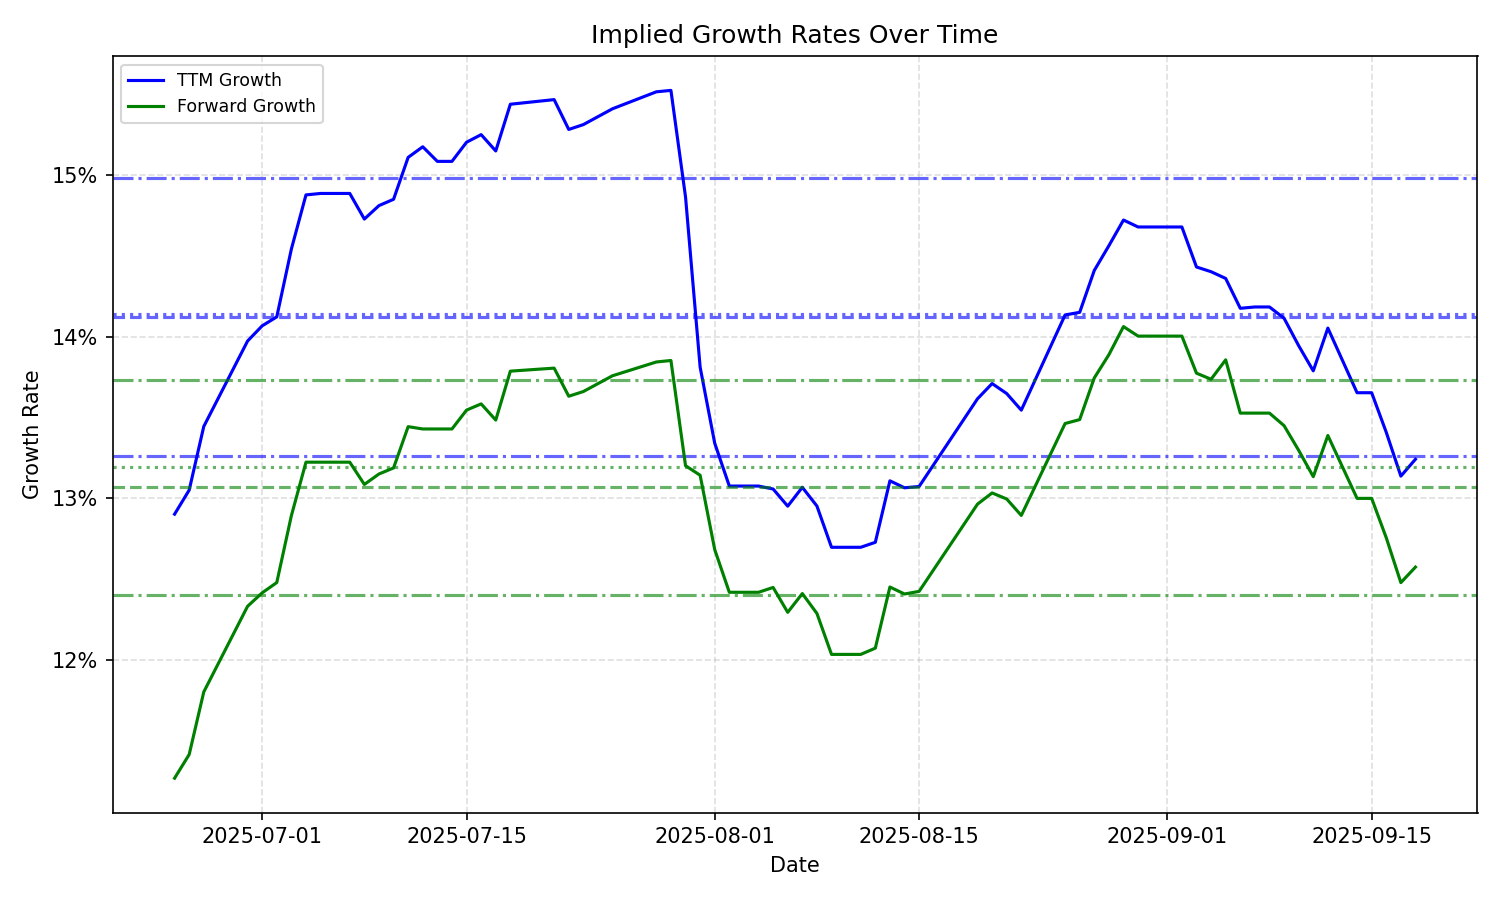 Implied Growth Rates Over Time
TTM Growth
Forward Growth
15%
14%
13%
12%
Growth Rate
2025-07-01
2025-07-15
2025-08-01
2025-08-15
2025-09-01
2025-09-15
Date